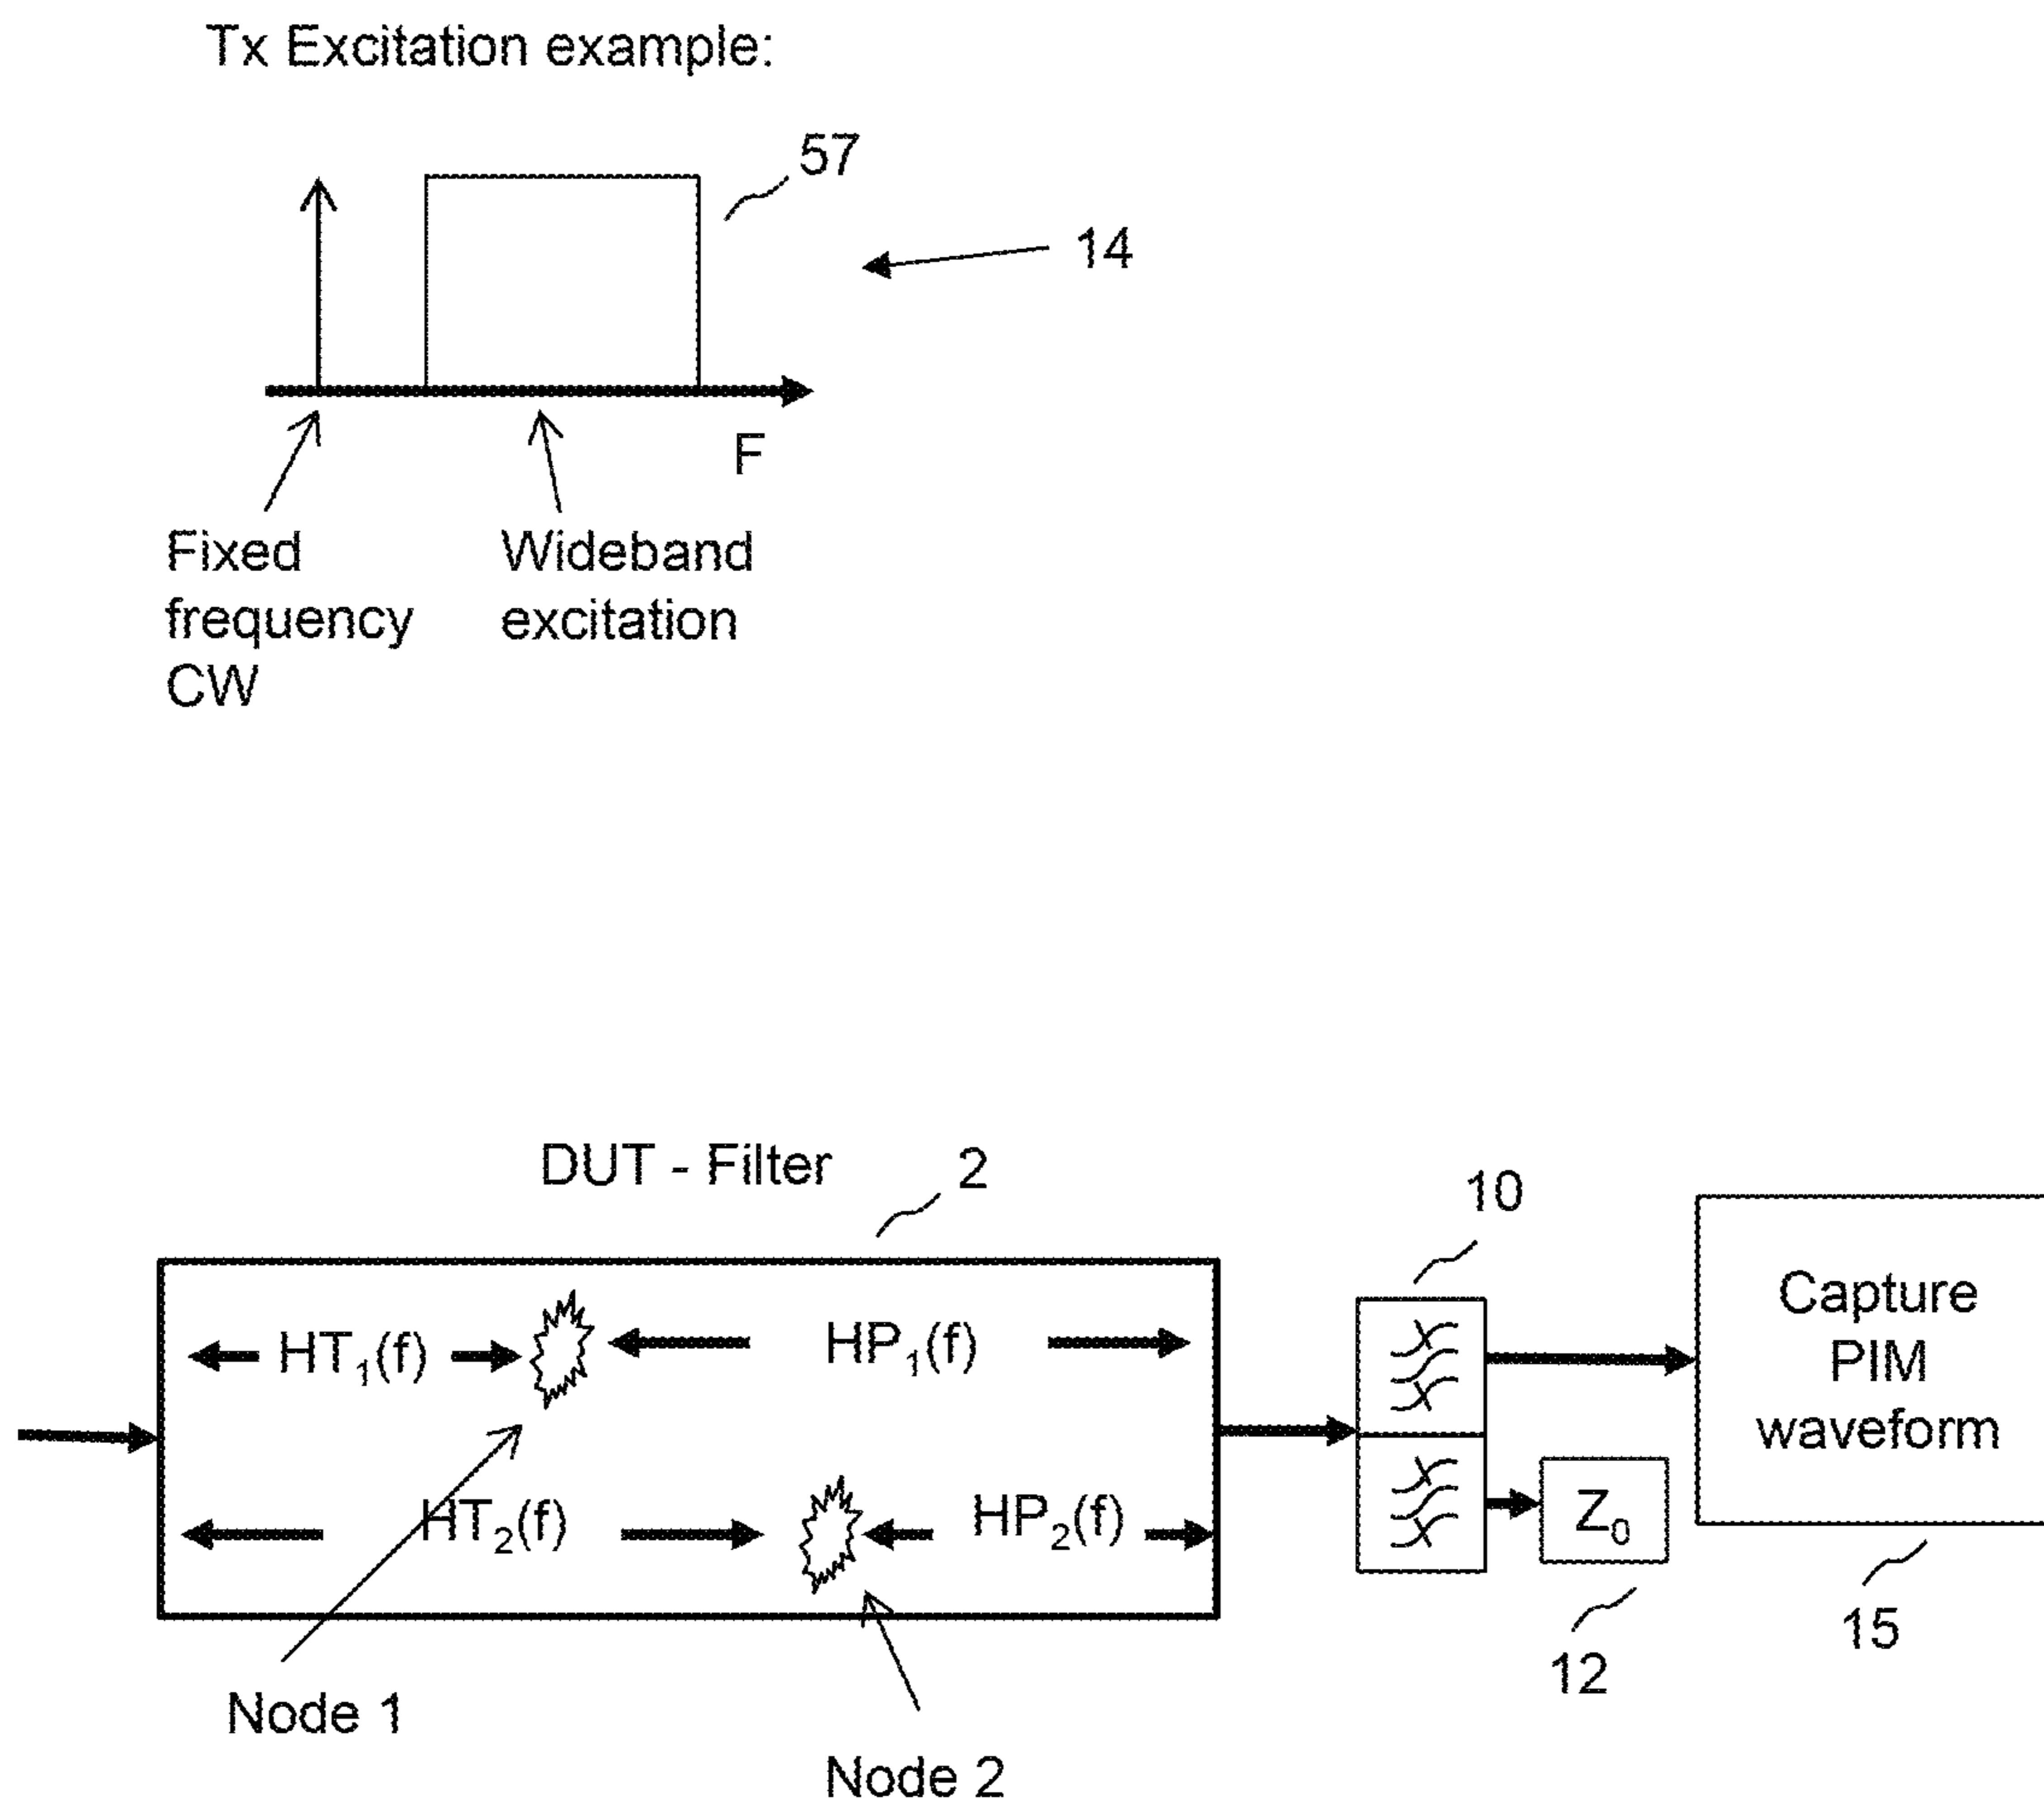 Tx Excitation example:
57
14
F
Fixed
frequency
CW
Wideband
excitation
DUT - Filter
2
10
Capture
PIM
waveform
HT₁(f)
HP₁(f)
HT₂(f)
HP₂(f)
Z₀
12
15
Node 1
Node 2